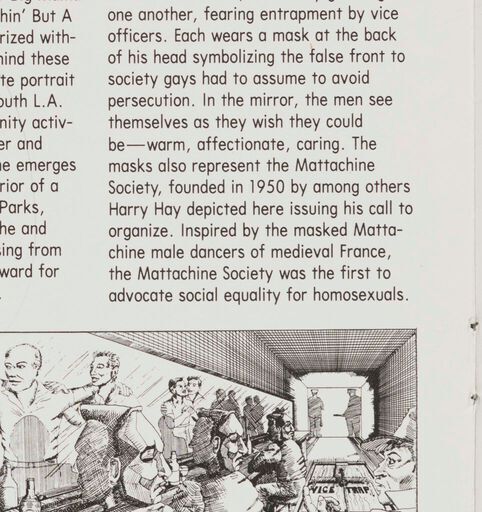 hin' But A
rized with-
hind these
te portrait
outh L.A.
nity activ-
er and
ne emerges
rior of a
Parks,
he and
sing from
ward for
one another, fearing entrapment by vice
officers. Each wears a mask at the back
of his head symbolizing the false front to
society gays had to assume to avoid
persecution. In the mirror, the men see
themselves as they wish they could
be—warm, affectionate, caring. The
masks also represent the Mattachine
Society, founded in 1950 by among others
Harry Hay depicted here issuing his call to
organize. Inspired by the masked Matta-
chine male dancers of medieval France,
the Mattachine Society was the first to
advocate social equality for homosexuals.
VICE TRAP